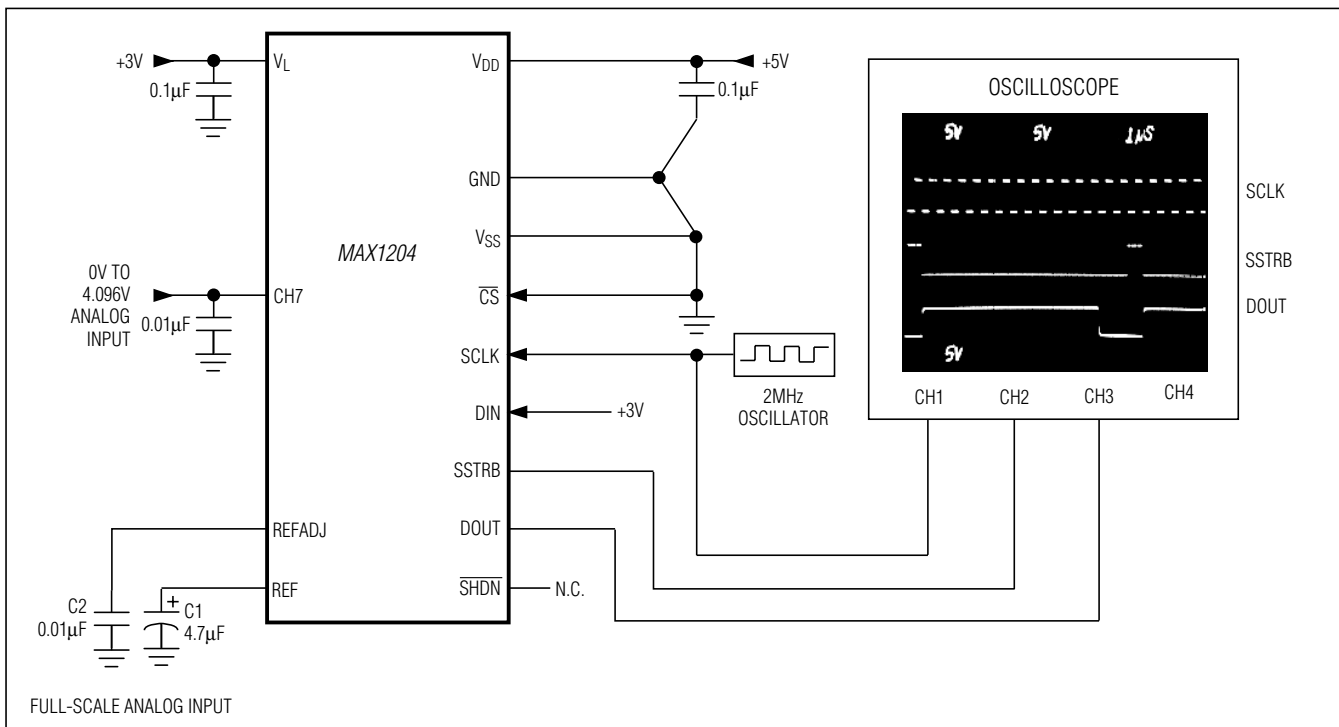 +3V
0.1µF
VL
VDD
+5V
0.1µF
GND
VSS
MAX1204
0V TO
4.096V
ANALOG
INPUT
0.01µF
CH7
CS
SCLK
2MHz
OSCILLATOR
DIN
+3V
SSTRB
DOUT
SHDN
N.C.
REFADJ
REF
C2
0.01µF
+
C1
4.7µF
FULL-SCALE ANALOG INPUT
OSCILLOSCOPE
5V 5V 1µS
SCLK
SSTRB
DOUT
5V
CH1 CH2 CH3 CH4